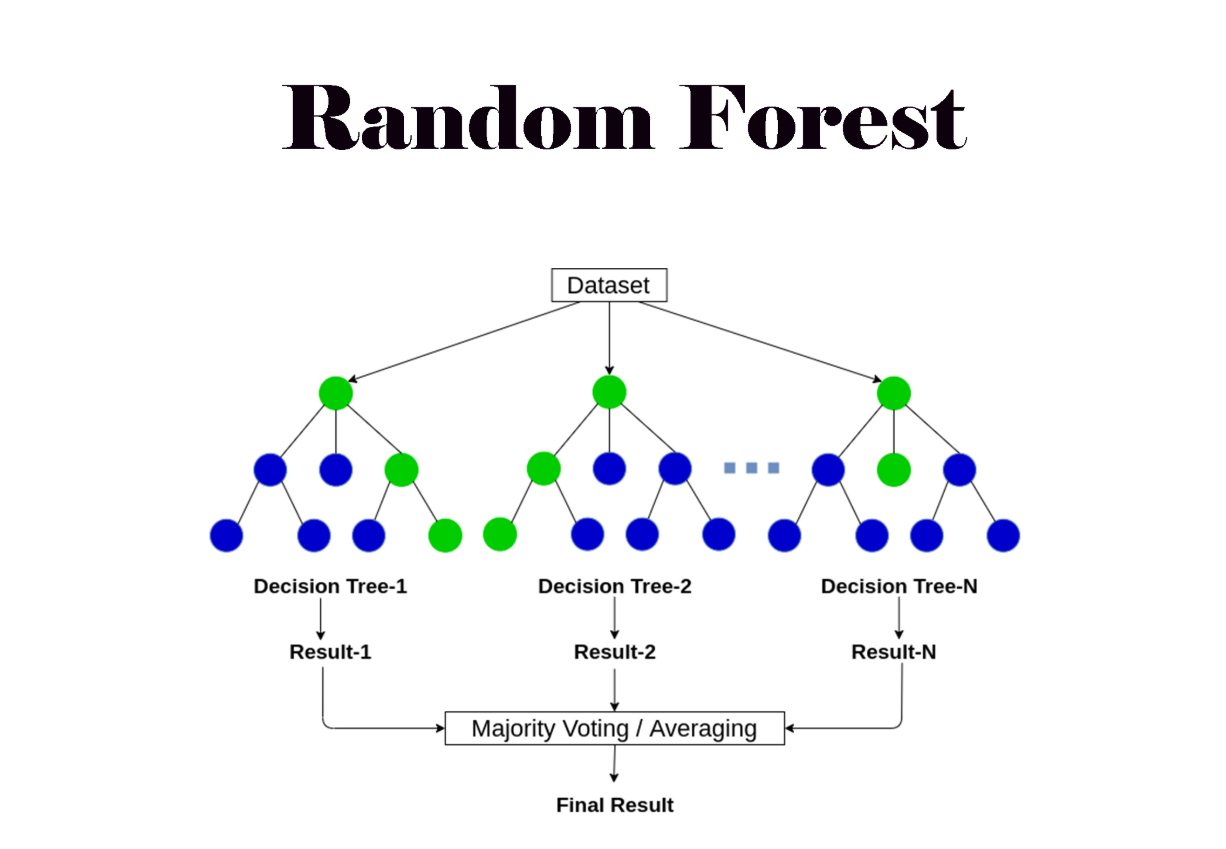 Random Forest
Dataset
Decision Tree-1
Decision Tree-2
Decision Tree-N
Result-1
Result-2
Result-N
Majority Voting / Averaging
Final Result